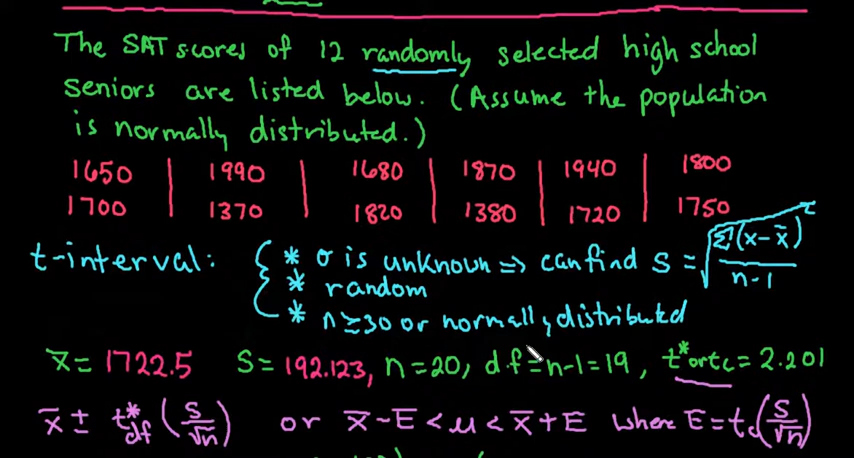 The SAT scores of 12 randomly selected high school
seniors are listed below. (Assume the population
is normally distributed.)
1650 | 1990 | 1680 | 1870 | 1940 | 1800
1700 | 1370 | 1820 | 1380 | 1720 | 1750
t-interval: { * σ is unknown => can find S = √(Σ(x-x̄)²/(n-1))
* random
* n ≥ 30 or normally distributed
x̄ = 1722.5 S = 192.123, n = 20, d.f = n-1 = 19, t* or tc = 2.201
x̄ ± t*df (S/√n) or x̄ - E < μ < x̄ + E where E = tc (S/√n)